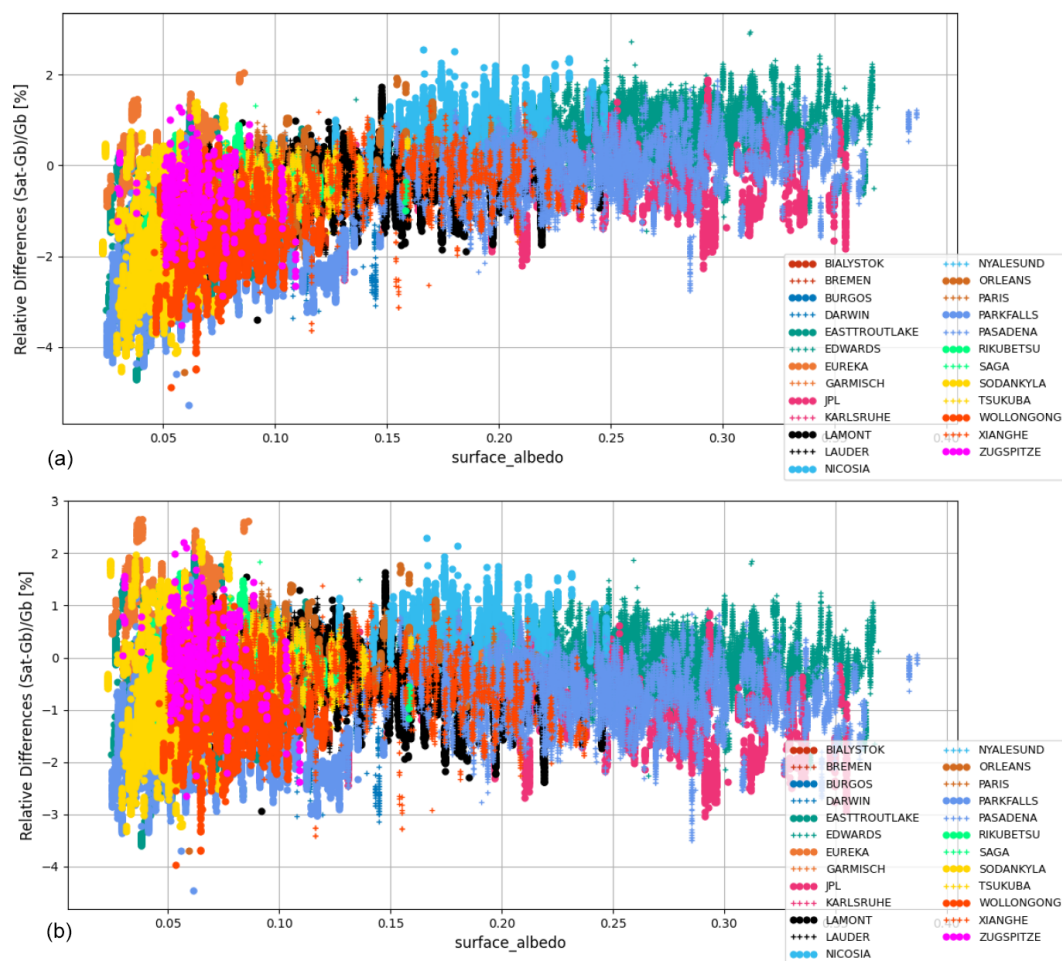 2
0
−2
−4
Relative Differences (Sat-Gb)/Gb [%]
0.05
0.10
0.15
0.20
0.25
0.30
surface_albedo
(a)
BIALYSTOK
BREMEN
BURGOS
DARWIN
EASTTROUTLAKE
EDWARDS
EUREKA
GARMISCH
JPL
KARLSRUHE
LAMONT
LAUDER
NICOSIA
NYALESUND
ORLEANS
PARIS
PARKFALLS
PASADENA
RIKUBETSU
SAGA
SODANKYLA
TSUKUBA
WOLLONGONG
XIANGHE
ZUGSPITZE
3
2
1
0
−1
−2
−3
−4
Relative Differences (Sat-Gb)/Gb [%]
0.05
0.10
0.15
0.20
0.25
0.30
surface_albedo
(b)
BIALYSTOK
BREMEN
BURGOS
DARWIN
EASTTROUTLAKE
EDWARDS
EUREKA
GARMISCH
JPL
KARLSRUHE
LAMONT
LAUDER
NICOSIA
NYALESUND
ORLEANS
PARIS
PARKFALLS
PASADENA
RIKUBETSU
SAGA
SODANKYLA
TSUKUBA
WOLLONGONG
XIANGHE
ZUGSPITZE